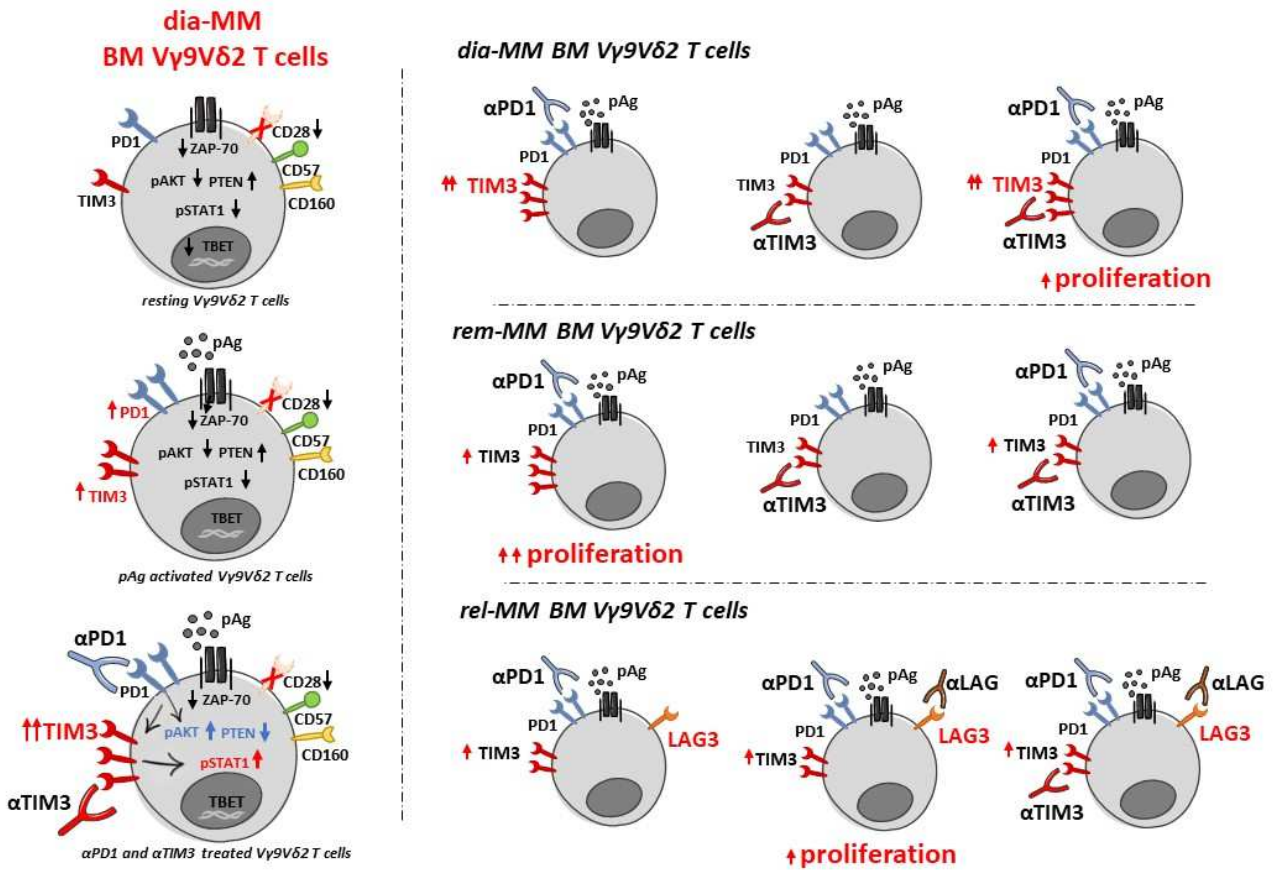 dia-MM
BM Vγ9Vδ2 T cells
PD1
CD28
ZAP-70
CD57
pAKT
PTEN
CD160
TIM3
pSTAT1
TBET
resting Vγ9Vδ2 T cells
pAg
PD1
CD28
ZAP-70
CD57
pAKT
PTEN
CD160
TIM3
pSTAT1
TBET
pAg activated Vγ9Vδ2 T cells
pAg
αPD1
PD1
CD28
ZAP-70
CD57
TIM3
pAKT
PTEN
CD160
pSTAT1
αTIM3
TBET
αPD1 and αTIM3 treated Vγ9Vδ2 T cells
dia-MM BM Vγ9Vδ2 T cells
αPD1
pAg
PD1
TIM3
pAg
PD1
TIM3
αTIM3
αPD1
pAg
PD1
TIM3
αTIM3
proliferation
rem-MM BM Vγ9Vδ2 T cells
αPD1
pAg
PD1
TIM3
proliferation
pAg
PD1
TIM3
αTIM3
αPD1
pAg
PD1
TIM3
αTIM3
rel-MM BM Vγ9Vδ2 T cells
αPD1
pAg
PD1
TIM3
LAG3
αPD1
pAg
αLAG
PD1
TIM3
LAG3
proliferation
αPD1
pAg
αLAG
PD1
TIM3
LAG3
αTIM3